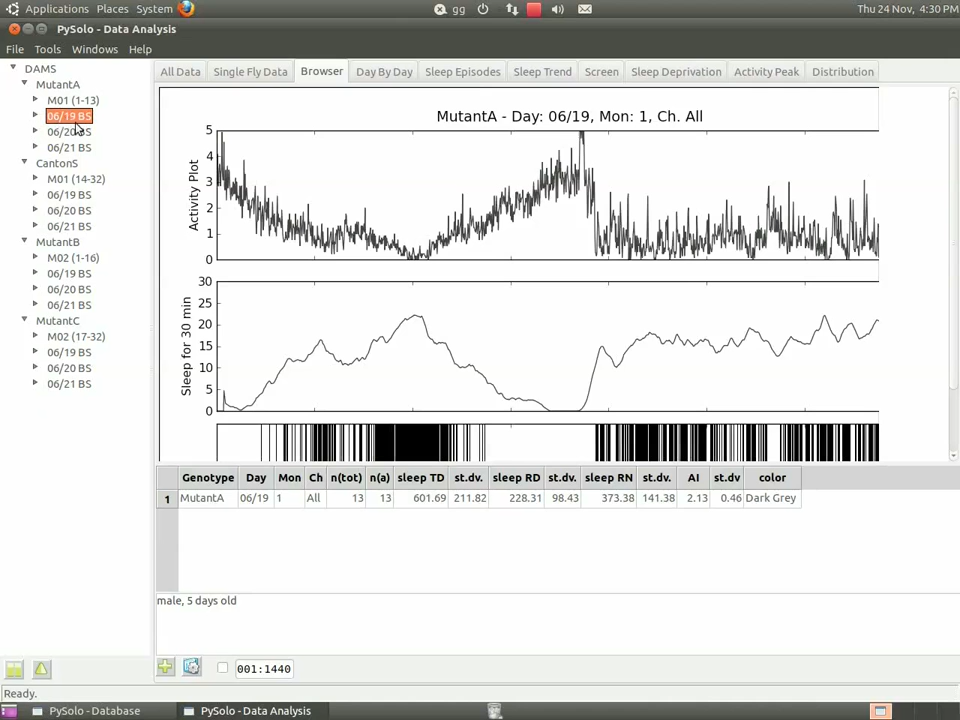 Applications Places System gg Thu 24 Nov, 4:30 PM
PySolo - Data Analysis
File Tools Windows Help
DAMS
MutantA
M01 (1-13)
06/19 BS
06/20 BS
06/21 BS
CantonS
M01 (14-32)
06/19 BS
06/20 BS
06/21 BS
MutantB
M02 (1-16)
06/19 BS
06/20 BS
06/21 BS
MutantC
M02 (17-32)
06/19 BS
06/20 BS
06/21 BS
All Data Single Fly Data Browser Day By Day Sleep Episodes Sleep Trend Screen Sleep Deprivation Activity Peak Distribution
MutantA - Day: 06/19, Mon: 1, Ch. All
Activity Plot
5
4
3
2
1
0
Sleep for 30 min
30
25
20
15
10
5
0
Genotype Day Mon Ch n(tot) n(a) sleep TD st.dv. sleep RD st.dv. sleep RN st.dv. AI st.dv color
1 MutantA 06/19 1 All 13 13 601.69 211.82 228.31 98.43 373.38 141.38 2.13 0.46 Dark Grey
male, 5 days old
001:1440
Ready.
PySolo - Database PySolo - Data Analysis